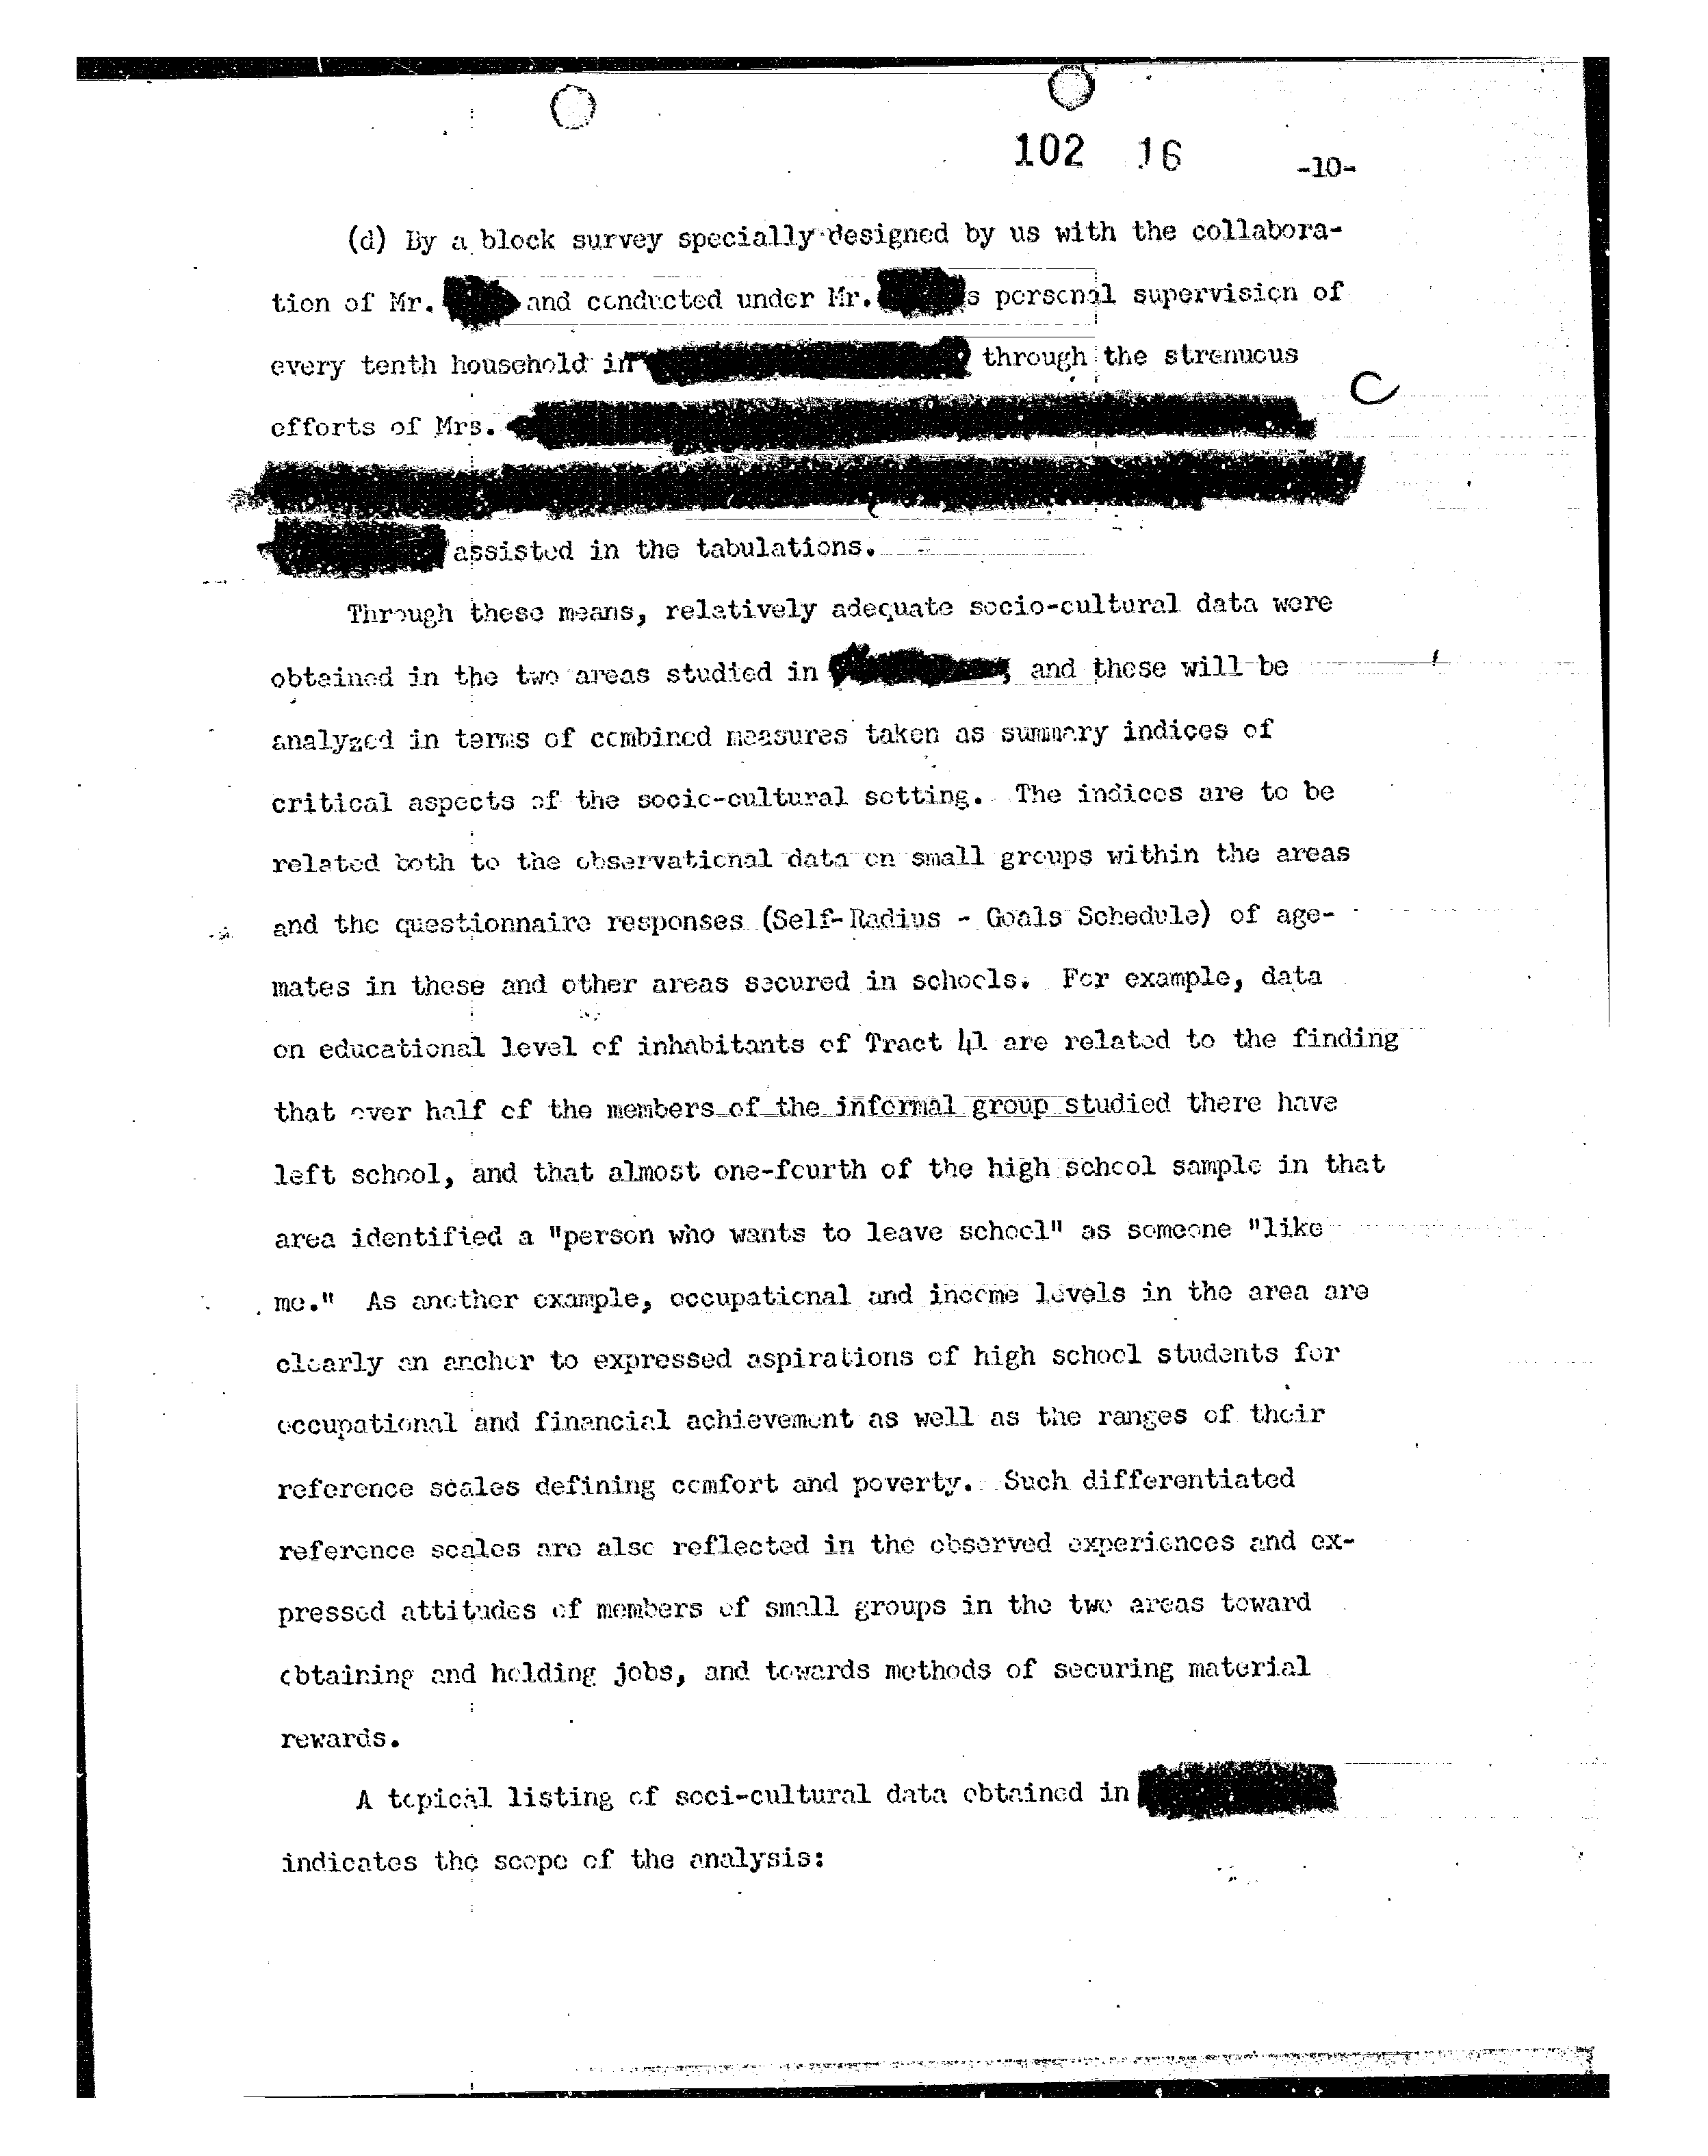 102 16 -10-
(d) By a block survey specially designed by us with the collabora-
tion of Mr. and conducted under Mr. s personal supervision of
every tenth household in through the strenuous
efforts of Mrs.
C
assisted in the tabulations.
Through these means, relatively adequate socio-cultural data were
obtained in the two areas studied in and these will be
analyzed in terms of combined measures taken as summary indices of
critical aspects of the socio-cultural setting. The indices are to be
related both to the observational data on small groups within the areas
and the questionnaire responses (Self-Radius - Goals Schedule) of age-
mates in these and other areas secured in schools. For example, data
on educational level of inhabitants of Tract 41 are related to the finding
that over half of the members of the informal group studied there have
left school, and that almost one-fourth of the high school sample in that
area identified a "person who wants to leave school" as someone "like
me." As another example, occupational and income levels in the area are
clearly an anchor to expressed aspirations of high school students for
occupational and financial achievement as well as the ranges of their
reference scales defining comfort and poverty. Such differentiated
reference scales are also reflected in the observed experiences and ex-
pressed attitudes of members of small groups in the two areas toward
obtaining and holding jobs, and towards methods of securing material
rewards.
A topical listing of soci-cultural data obtained in
indicates the scope of the analysis: